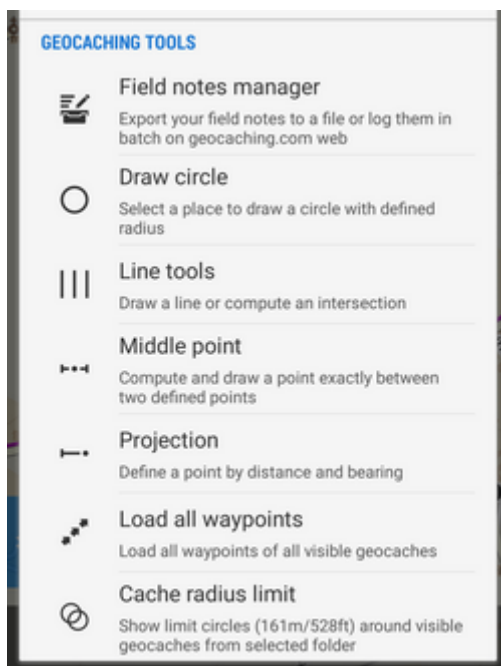 GEOCACHING TOOLS
Field notes manager
Export your field notes to a file or log them in
batch on geocaching.com web
Draw circle
Select a place to draw a circle with defined
radius
Line tools
Draw a line or compute an intersection
Middle point
Compute and draw a point exactly between
two defined points
Projection
Define a point by distance and bearing
Load all waypoints
Load all waypoints of all visible geocaches
Cache radius limit
Show limit circles (161m/528ft) around visible
geocaches from selected folder